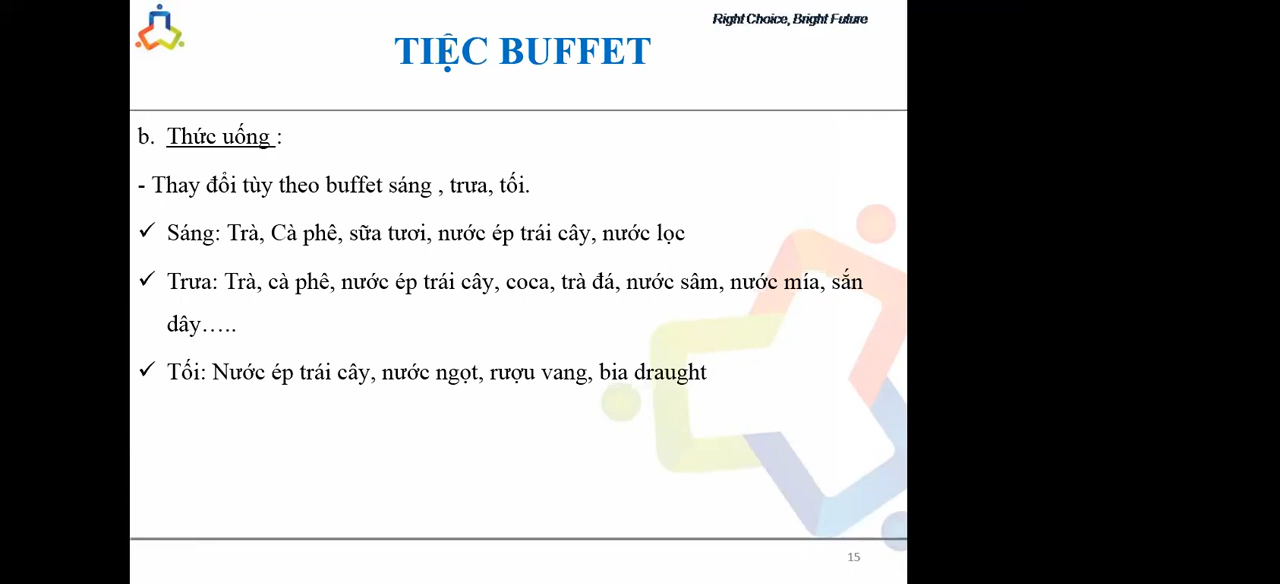 Right Choice, Bright Future
TIỆC BUFFET
b. Thức uống :
- Thay đổi tùy theo buffet sáng , trưa, tối.
✓ Sáng: Trà, Cà phê, sữa tươi, nước ép trái cây, nước lọc
✓ Trưa: Trà, cà phê, nước ép trái cây, coca, trà đá, nước sâm, nước mía, sắn
dây…..
✓ Tối: Nước ép trái cây, nước ngọt, rượu vang, bia draught
15